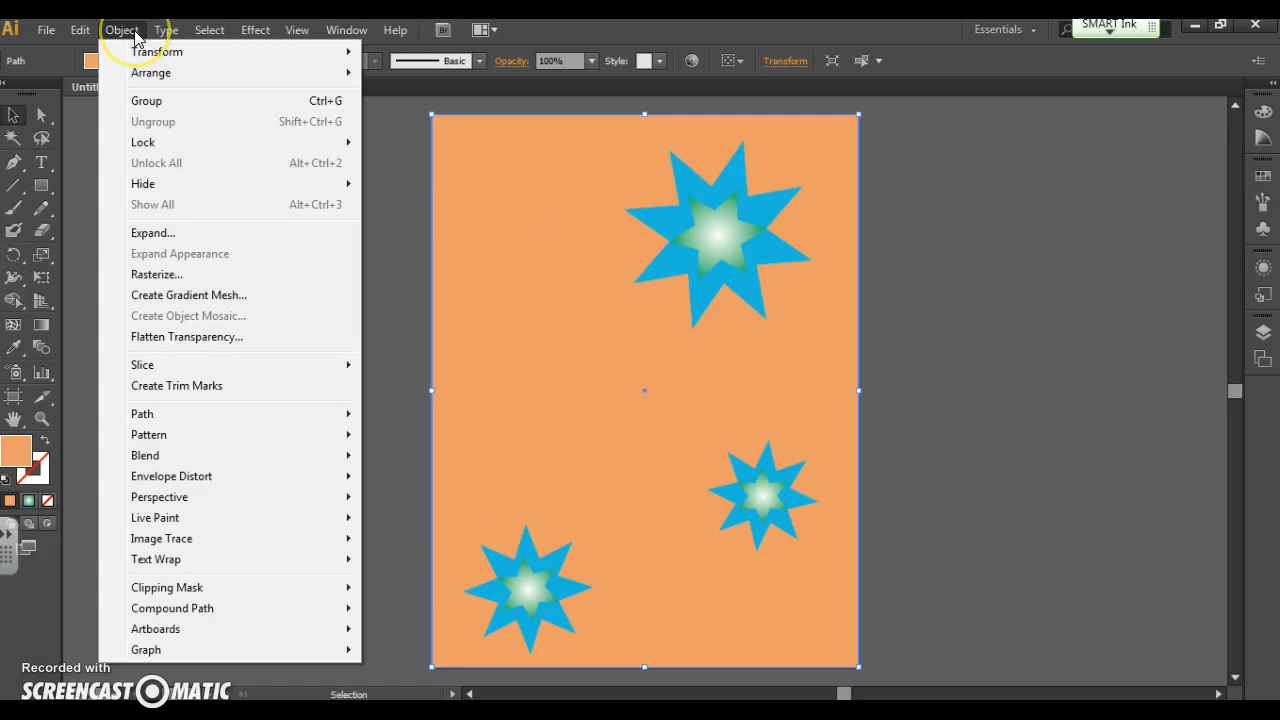 Ai File Edit Object Type Select Effect View Window Help Br Essentials SMART Ink
Path Basic Opacity: 100% Style: Transform
Untitl
Transform
Arrange
Group Ctrl+G
Ungroup Shift+Ctrl+G
Lock
Unlock All Alt+Ctrl+2
Hide
Show All Alt+Ctrl+3
Expand...
Expand Appearance
Rasterize...
Create Gradient Mesh...
Create Object Mosaic...
Flatten Transparency...
Slice
Create Trim Marks
Path
Pattern
Blend
Envelope Distort
Perspective
Live Paint
Image Trace
Text Wrap
Clipping Mask
Compound Path
Artboards
Graph
Recorded with
SCREENCAST MATIC
Selection